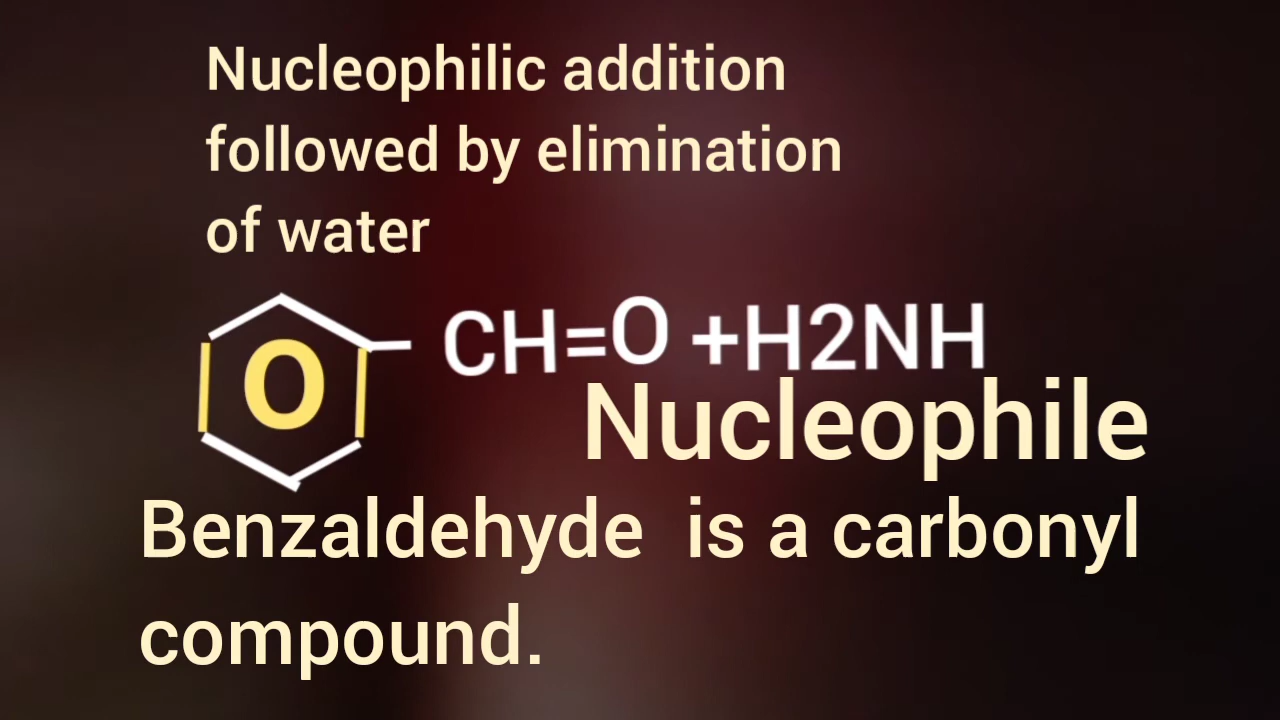 Nucleophilic addition
followed by elimination
of water
O
CH=O +H2NH
Nucleophile
Benzaldehyde is a carbonyl
compound.